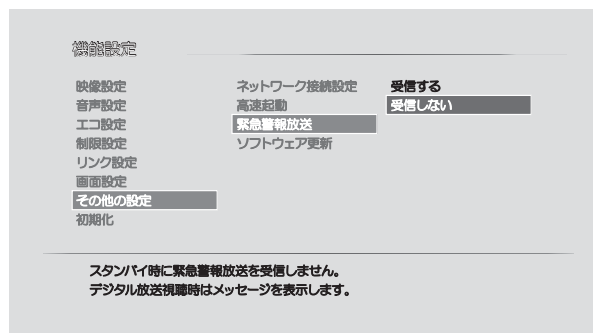 機能設定
映像設定
音声設定
エコ設定
制限設定
リンク設定
画面設定
その他の設定
初期化
ネットワーク接続設定
高速起動
緊急警報放送
ソフトウェア更新
受信する
受信しない
スタンバイ時に緊急警報放送を受信しません。
デジタル放送視聴時はメッセージを表示します。